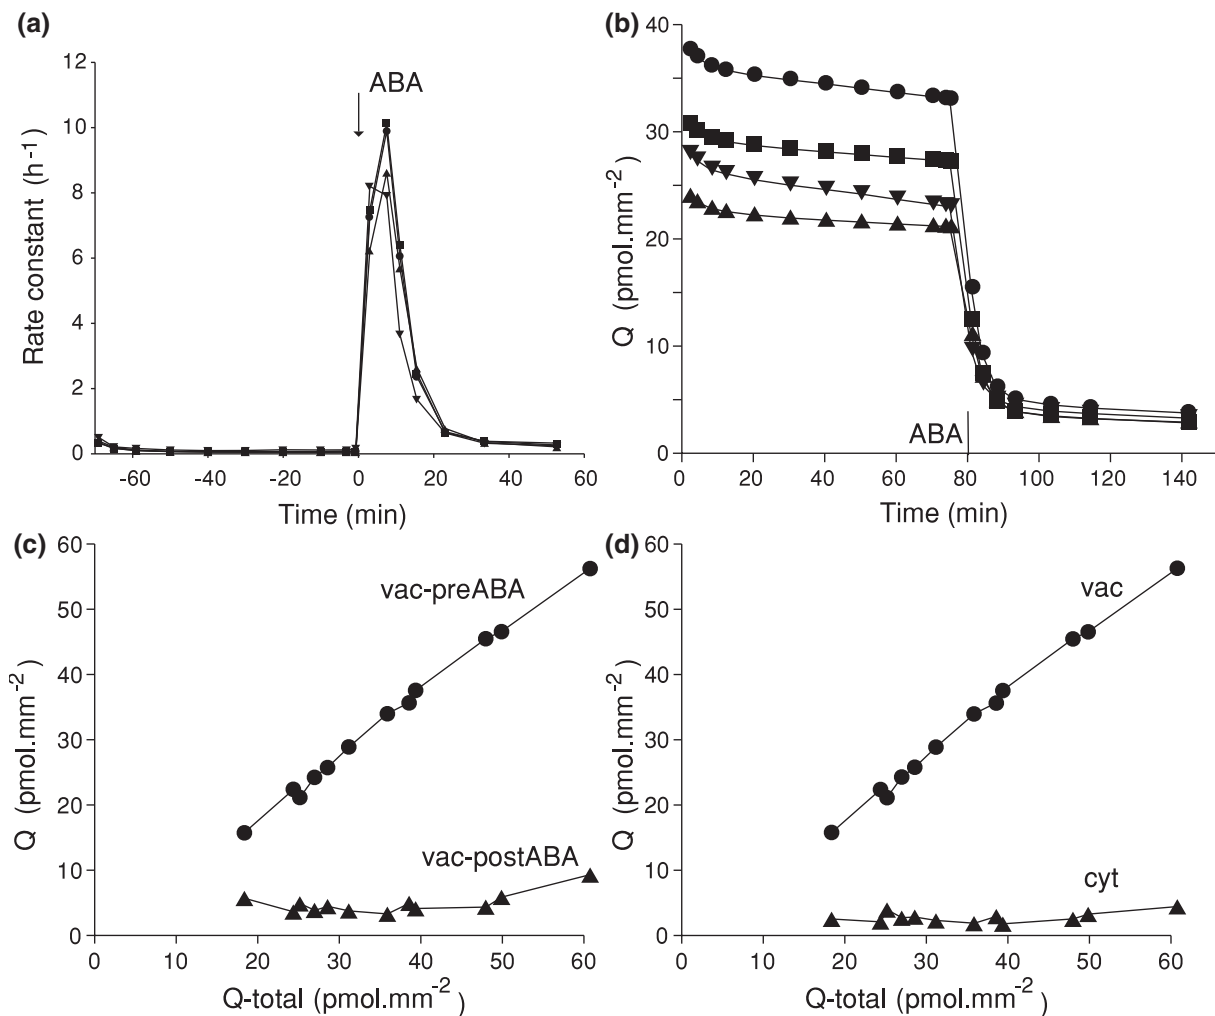 (a)
12
10
8
6
4
2
0
Rate constant (h⁻¹)
ABA
-60 -40 -20 0 20 40 60
Time (min)
(b)
40
30
20
10
0
Q (pmol.mm⁻²)
ABA
0 20 40 60 80 100 120 140
Time (min)
(c)
60
50
40
30
20
10
0
Q (pmol.mm⁻²)
vac-preABA
vac-postABA
0 10 20 30 40 50 60
Q-total (pmol.mm⁻²)
(d)
60
50
40
30
20
10
0
Q (pmol.mm⁻²)
vac
cyt
0 10 20 30 40 50 60
Q-total (pmol.mm⁻²)